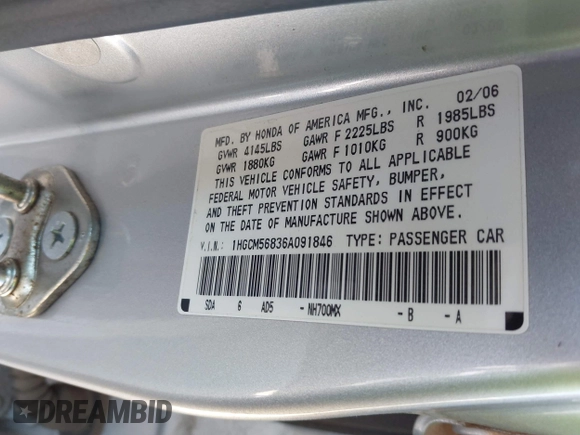 MFD. BY HONDA OF AMERICA MFG., INC. 02/06
GVWR 4145LBS GAWR F 2225LBS R 1985LBS
GVWR 1880KG GAWR F 1010KG R 900KG
THIS VEHICLE CONFORMS TO ALL APPLICABLE
FEDERAL MOTOR VEHICLE SAFETY, BUMPER,
AND THEFT PREVENTION STANDARDS IN EFFECT
ON THE DATE OF MANUFACTURE SHOWN ABOVE.
V.I.N.: 1HGCM56836A091846 TYPE: PASSENGER CAR
SDA 6 AD5 -NH700MX -B -A
DREAMBID